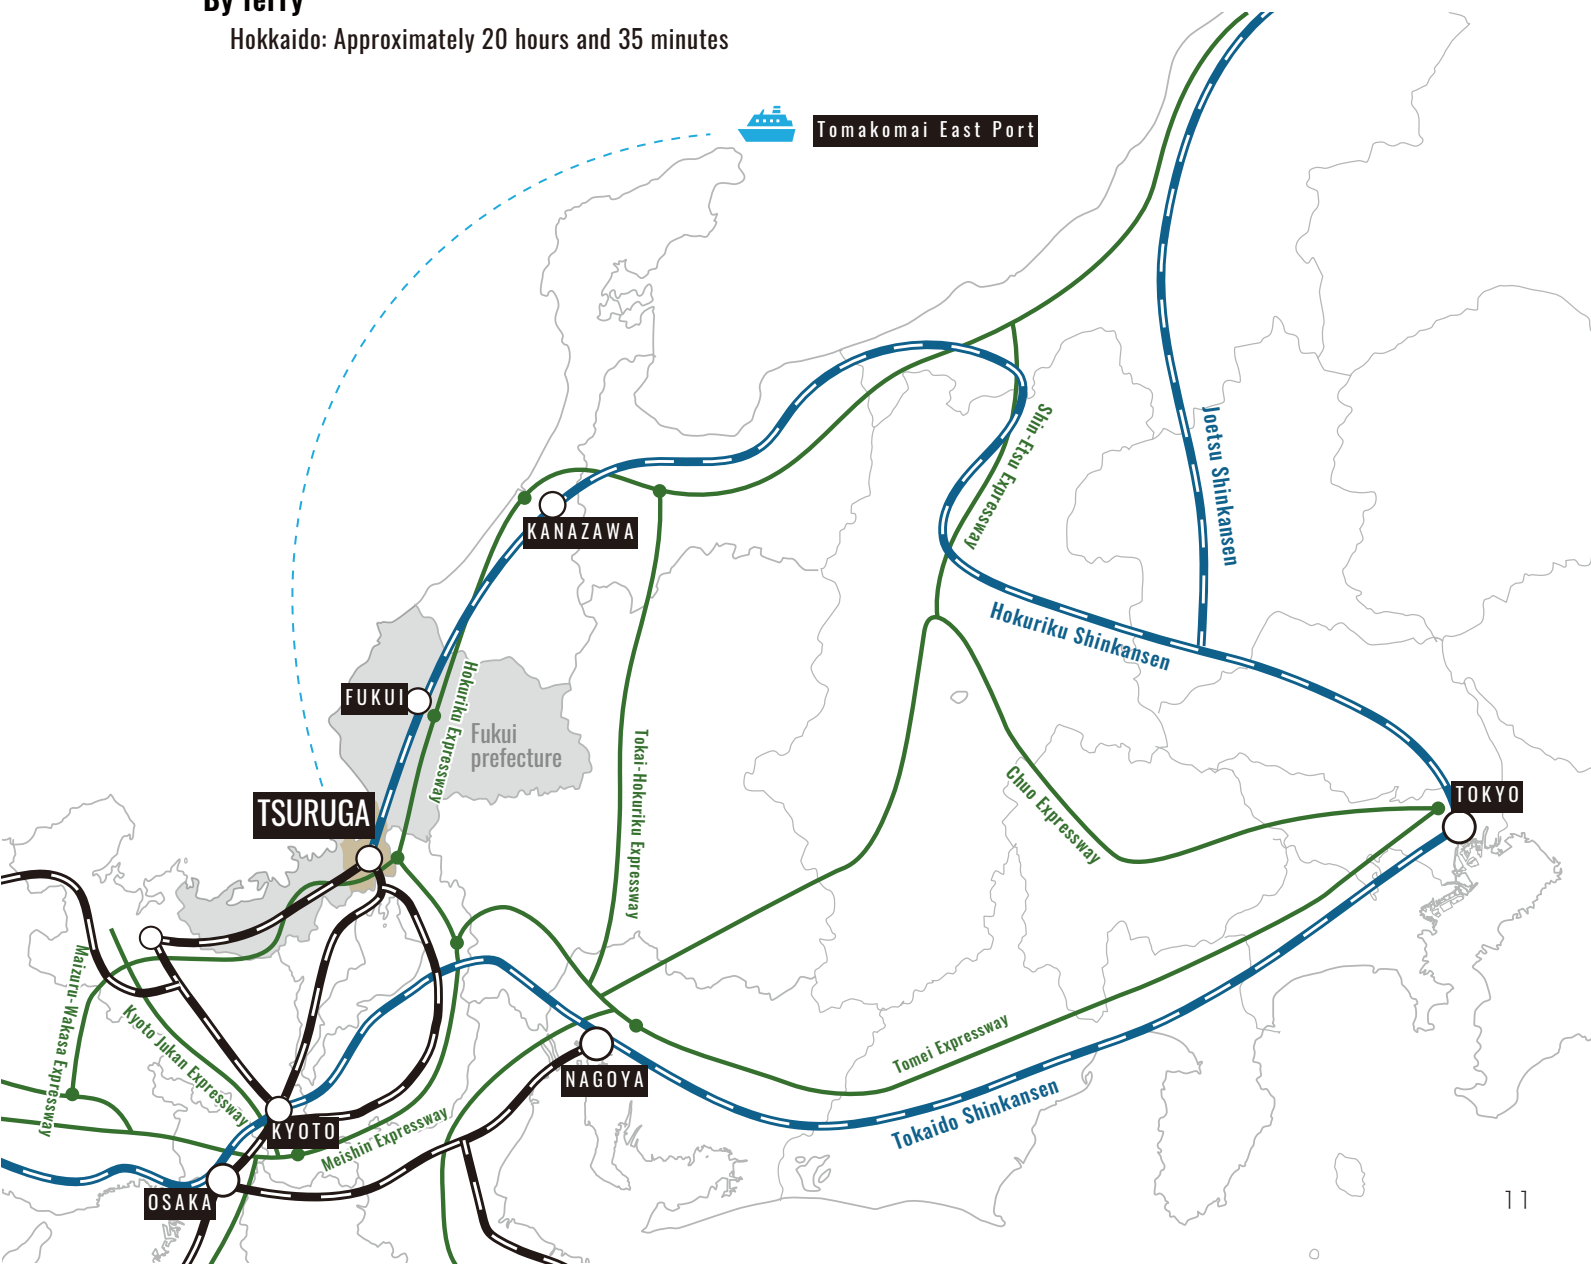 By ferry
Hokkaido: Approximately 20 hours and 35 minutes
Tomakomai East Port
Joetsu Shinkansen
Shin-Etsu Expressway
KANAZAWA
Hokuriku Shinkansen
FUKUI
Hokuriku Expressway
Fukui
prefecture
Tokai-Hokuriku Expressway
Chuo Expressway
TOKYO
TSURUGA
Maizuru-Wakasa Expressway
Kyoto Jukan Expressway
Tomei Expressway
NAGOYA
Tokaido Shinkansen
KYOTO
Meishin Expressway
OSAKA
11